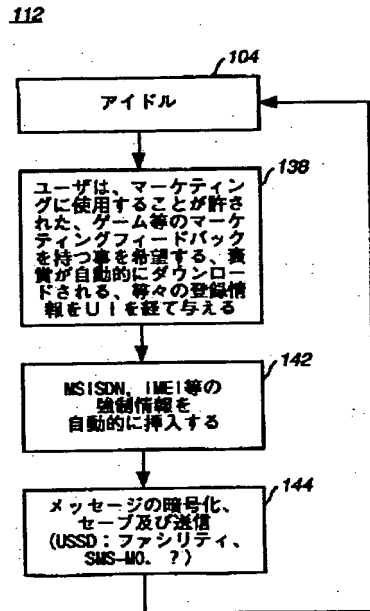 112
104
アイドル
138
ユーザは、マーケティン
グに使用することが許さ
れた、ゲーム等のマーケ
ティングフィードバック
を持つ事を希望する、褒
賞が自動的にダウンロー
ドされる、等々の登録情
報をUIを経て与える
142
MSISDN, IMEI等の
強制情報を
自動的に挿入する
144
メッセージの暗号化、
セーブ及び送信
(USSD:ファシリティ、
SMS-MO. ?)